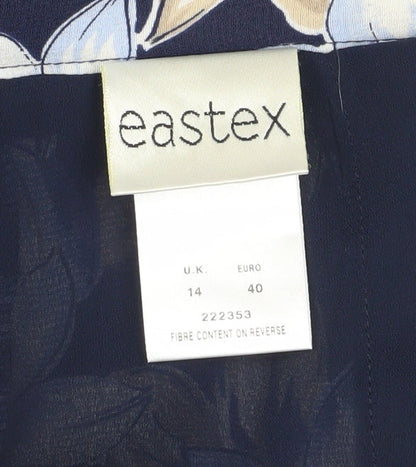 eastex
U.K. EURO
14 40
222353
FIBRE CONTENT ON REVERSE